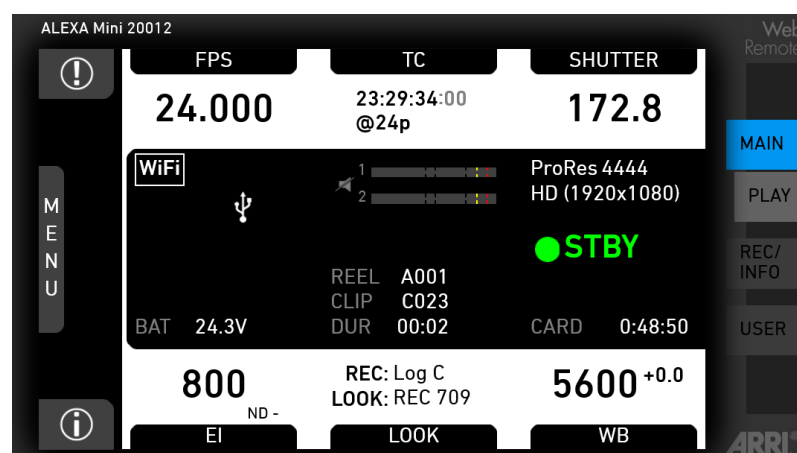 ALEXA Mini 20012
Web
Remote
FPS
TC
SHUTTER
24.000
23:29:34:00
@24p
172.8
MAIN
PLAY
REC/
INFO
USER
MENU
WiFi
1
2
ProRes 4444
HD (1920x1080)
STBY
REEL A001
CLIP C023
DUR 00:02
BAT 24.3V
CARD 0:48:50
800
ND -
REC: Log C
LOOK: REC 709
5600 +0.0
EI
LOOK
WB
ARRI